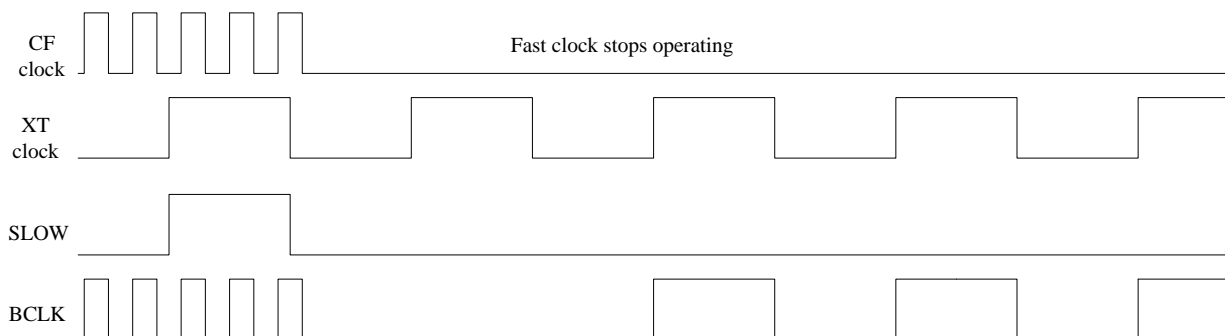 CF
clock
Fast clock stops operating
XT
clock
SLOW
BCLK